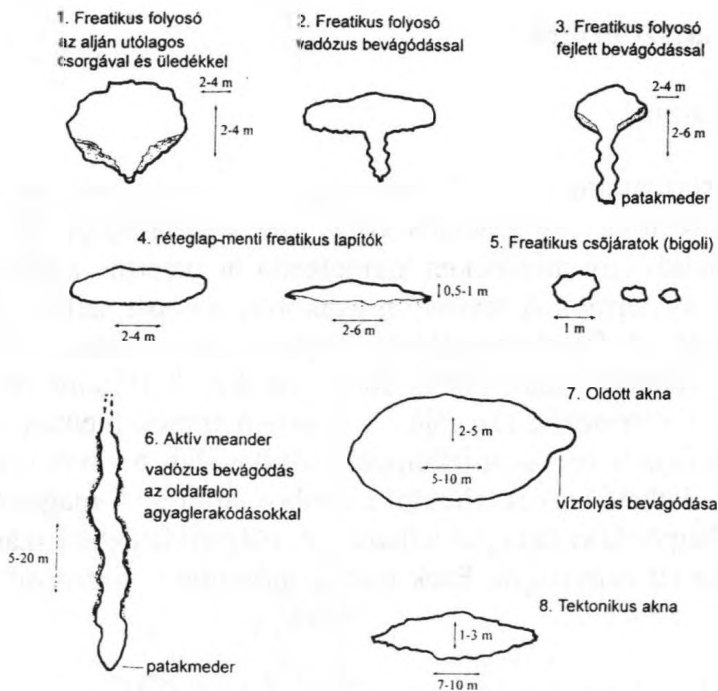 1. Freatikus folyosó
az alján utólagos
csorgával és üledékkel
2-4 m
2-4 m
2. Freatikus folyosó
vadózus bevágódással
3. Freatikus folyosó
fejlett bevágódással
2-4 m
2-6 m
patakmeder
4. réteglap-menti freatikus lapítók
2-4 m
0,5-1 m
2-6 m
5. Freatikus csőjáratok (bigoli)
1 m
6. Aktív meander
vadózus bevágódás
az oldalfalon
agyaglerakódásokkal
5-20 m
patakmeder
7. Oldott akna
2-5 m
5-10 m
vízfolyás bevágódása
8. Tektonikus akna
1-3 m
7-10 m